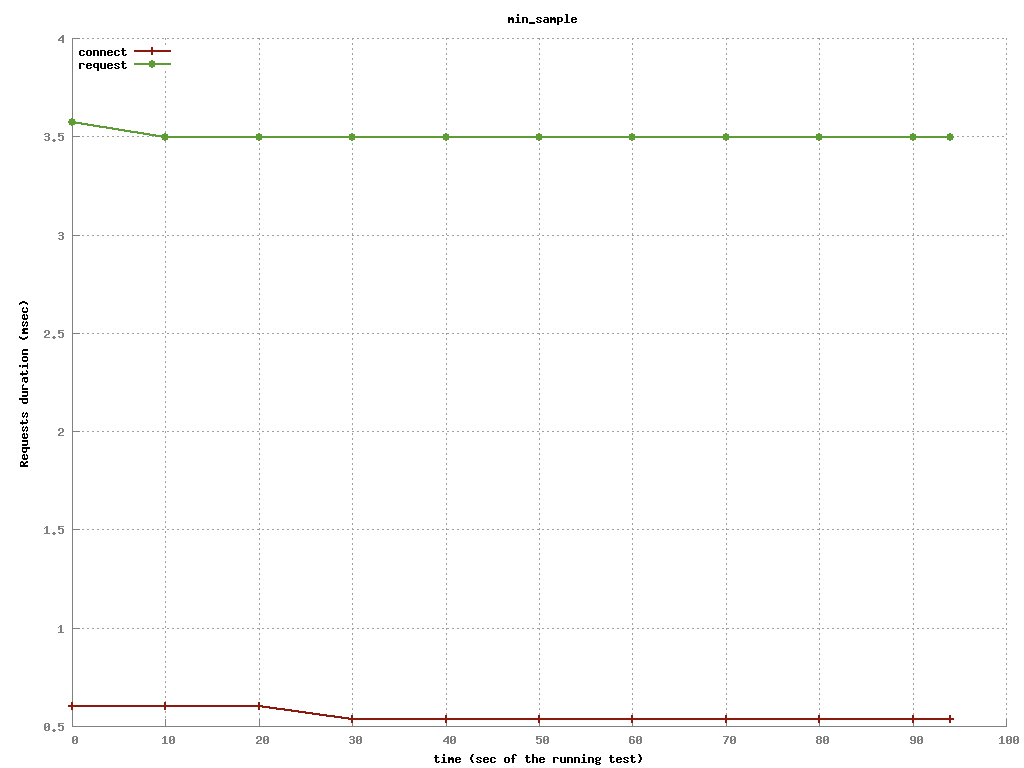 min_sample
connect
request
4
3.5
3
2.5
2
1.5
1
0.5
Requests duration (msec)
0 10 20 30 40 50 60 70 80 90 100
time (sec of the running test)